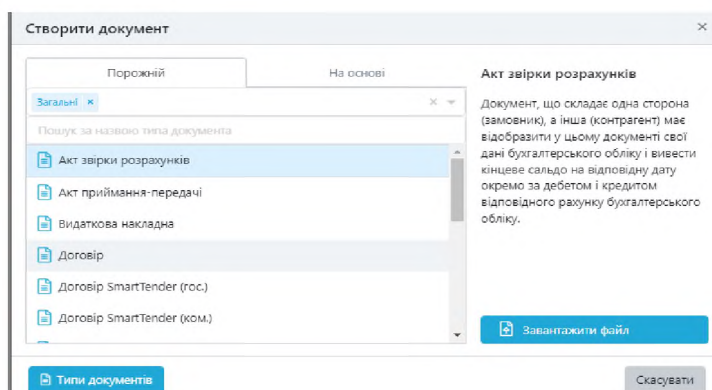 Створити документ ×
Порожній На основі
Загальні × × 
Пошук за назвою типа документа
Акт звірки розрахунків
Акт приймання-передачі
Видаткова накладна
Договір
Договір SmartTender (гос.)
Договір SmartTender (ком.)
Акт звірки розрахунків
Документ, що складає одна сторона
(замовник), а інша (контрагент) має
відобразити у цьому документі свої
дані бухгалтерського обліку і вивести
кінцеве сальдо на відповідну дату
окремо за дебетом і кредитом
відповідного рахунку бухгалтерського
обліку.
Завантажити файл
Типи документів
Скасувати